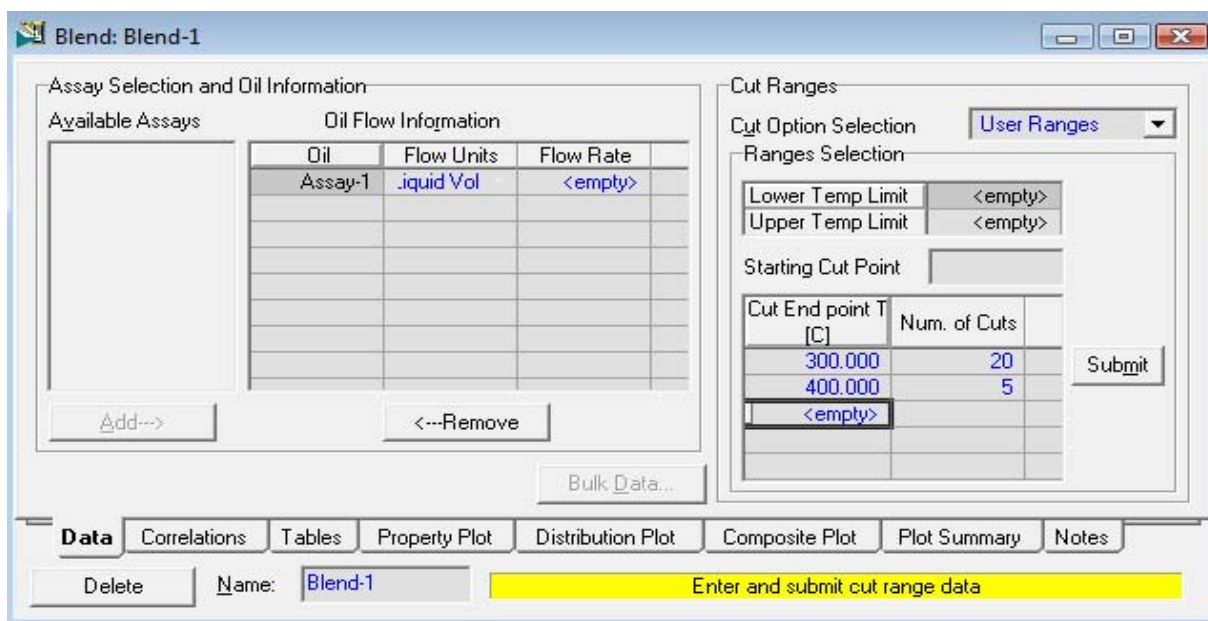 Blend: Blend-1
Assay Selection and Oil Information
Available Assays
Oil Flow Information
Oil Flow Units Flow Rate
Assay-1 .iquid Vol <empty>
Add--->
<---Remove
Bulk Data...
Cut Ranges
Cut Option Selection User Ranges
Ranges Selection
Lower Temp Limit <empty>
Upper Temp Limit <empty>
Starting Cut Point
Cut End point T
[C]
Num. of Cuts
300.000 20
400.000 5
<empty>
Submit
Data Correlations Tables Property Plot Distribution Plot Composite Plot Plot Summary Notes
Delete Name: Blend-1 Enter and submit cut range data